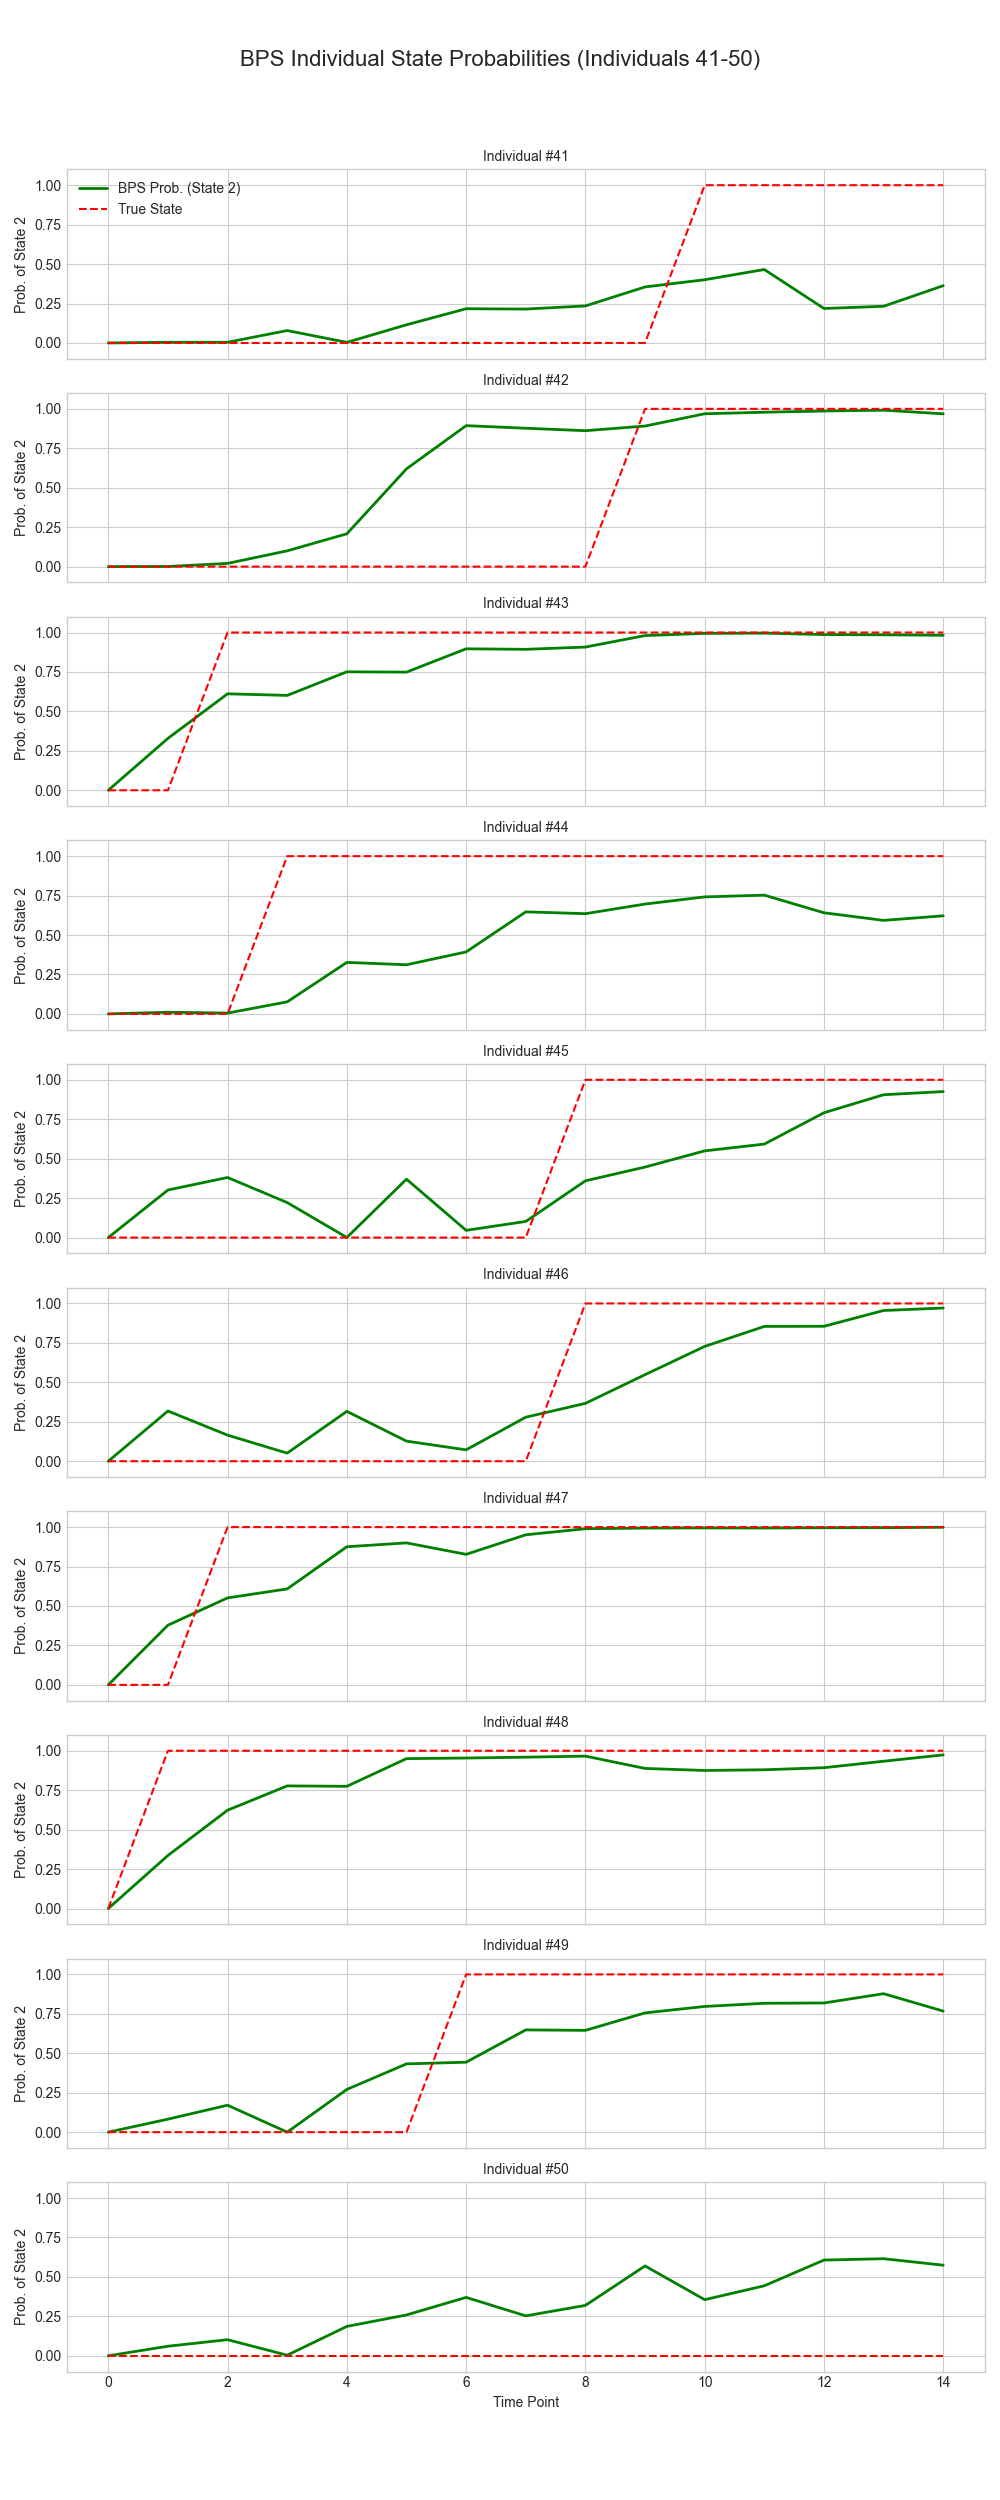 BPS Individual State Probabilities (Individuals 41-50)
Individual #41
BPS Prob. (State 2)
True State
Prob. of State 2
1.00
0.75
0.50
0.25
0.00
Individual #42
Prob. of State 2
1.00
0.75
0.50
0.25
0.00
Individual #43
Prob. of State 2
1.00
0.75
0.50
0.25
0.00
Individual #44
Prob. of State 2
1.00
0.75
0.50
0.25
0.00
Individual #45
Prob. of State 2
1.00
0.75
0.50
0.25
0.00
Individual #46
Prob. of State 2
1.00
0.75
0.50
0.25
0.00
Individual #47
Prob. of State 2
1.00
0.75
0.50
0.25
0.00
Individual #48
Prob. of State 2
1.00
0.75
0.50
0.25
0.00
Individual #49
Prob. of State 2
1.00
0.75
0.50
0.25
0.00
Individual #50
Prob. of State 2
1.00
0.75
0.50
0.25
0.00
0 2 4 6 8 10 12 14
Time Point